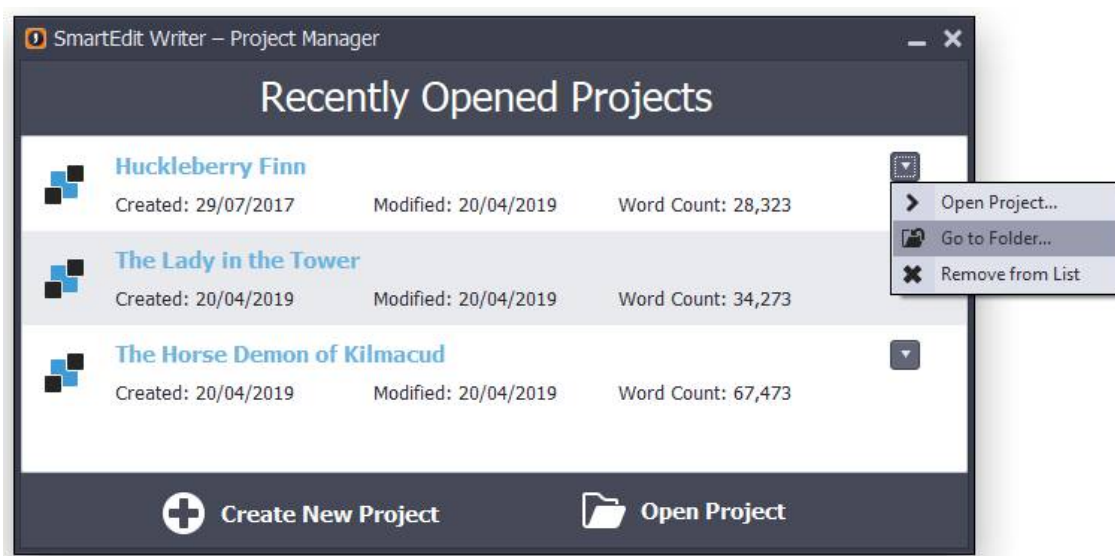 SmartEdit Writer – Project Manager
Recently Opened Projects
Huckleberry Finn
Created: 29/07/2017 Modified: 20/04/2019 Word Count: 28,323
Open Project...
Go to Folder...
Remove from List
The Lady in the Tower
Created: 20/04/2019 Modified: 20/04/2019 Word Count: 34,273
The Horse Demon of Kilmacud
Created: 20/04/2019 Modified: 20/04/2019 Word Count: 67,473
Create New Project
Open Project